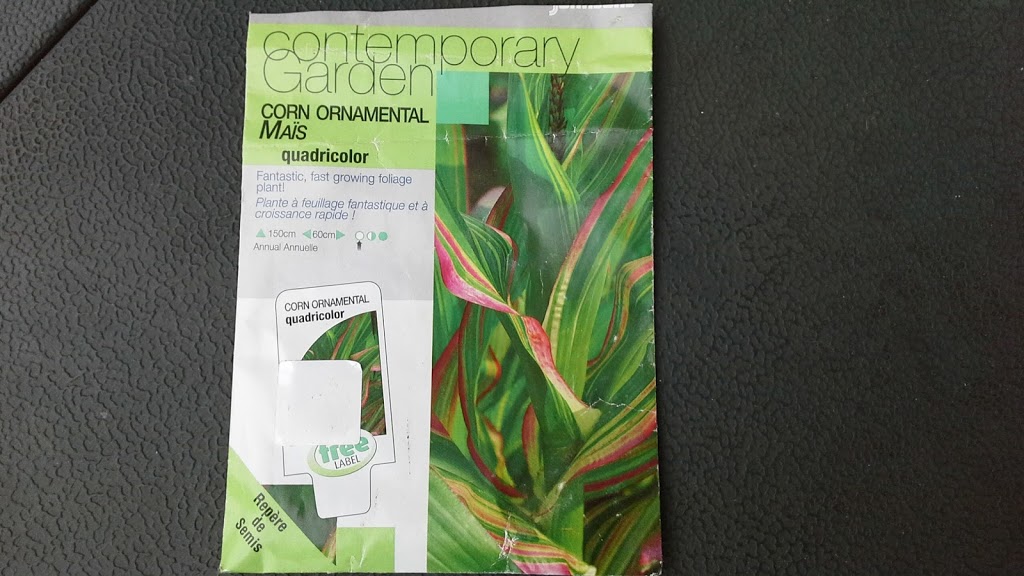 contemporary
Garden
CORN ORNAMENTAL
Maïs
quadricolor
Fantastic, fast growing foliage
plant!
Plante à feuillage fantastique et à
croissance rapide !
150cm 60cm
Annual Annuelle
CORN ORNAMENTAL
quadricolor
free
LABEL
Repère
de
Semis